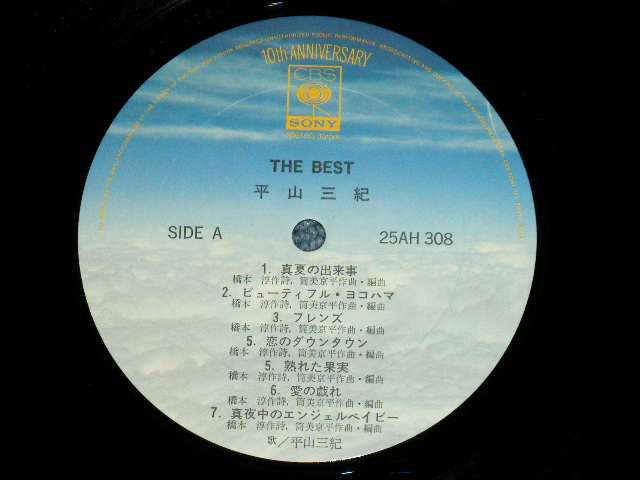 10th ANNIVERSARY
CBS
SONY
STEREO 33rpm
THE BEST
平山三紀
SIDE A
25AH 308
1. 真夏の出来事
橋本 淳作詩, 筒美京平作曲・編曲
2. ビューティフル・ヨコハマ
橋本 淳作詩, 筒美京平作曲・編曲
3. フレンズ
橋本 淳作詩, 筒美京平作曲・編曲
5. 恋のダウンタウン
橋本 淳作詩, 筒美京平作曲・編曲
5. 熟れた果実
橋本 淳作詩, 筒美京平作曲・編曲
6. 愛の戯れ
橋本 淳作詩, 筒美京平作曲・編曲
7. 真夜中のエンジェルベイビー
橋本 淳作詩, 筒美京平作曲・編曲
歌／平山三紀